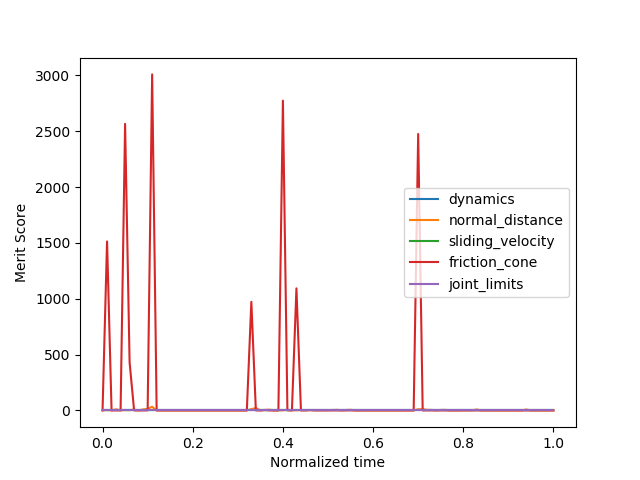 3000
2500
2000
1500
1000
500
0
Merit Score
dynamics
normal_distance
sliding_velocity
friction_cone
joint_limits
0.0 0.2 0.4 0.6 0.8 1.0
Normalized time